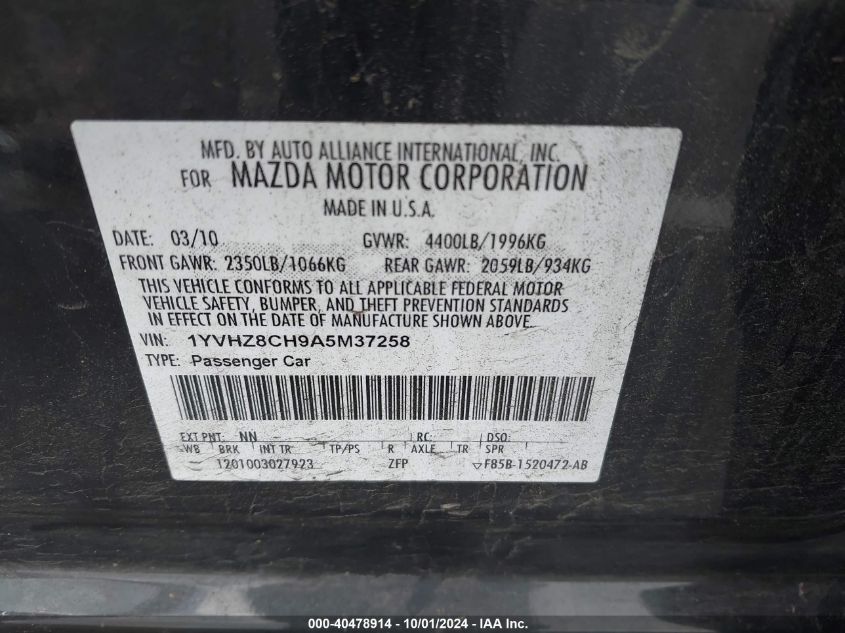 MFD. BY AUTO ALLIANCE INTERNATIONAL, INC.
FOR MAZDA MOTOR CORPORATION
MADE IN U.S.A.
DATE: 03/10 GVWR: 4400LB/1996KG
FRONT GAWR: 2350LB/1066KG REAR GAWR: 2059LB/934KG
THIS VEHICLE CONFORMS TO ALL APPLICABLE FEDERAL MOTOR
VEHICLE SAFETY, BUMPER, AND THEFT PREVENTION STANDARDS
IN EFFECT ON THE DATE OF MANUFACTURE SHOWN ABOVE.
VIN: 1YVHZ8CH9A5M37258
TYPE: Passenger Car
EXT PNT: NN RC: DSO:
WB BRK INT TR TP/PS R AXLE TR SPR
1201003027923 ZFP ▽F85B-1520472-AB
000-40478914 - 10/01/2024 - IAA Inc.